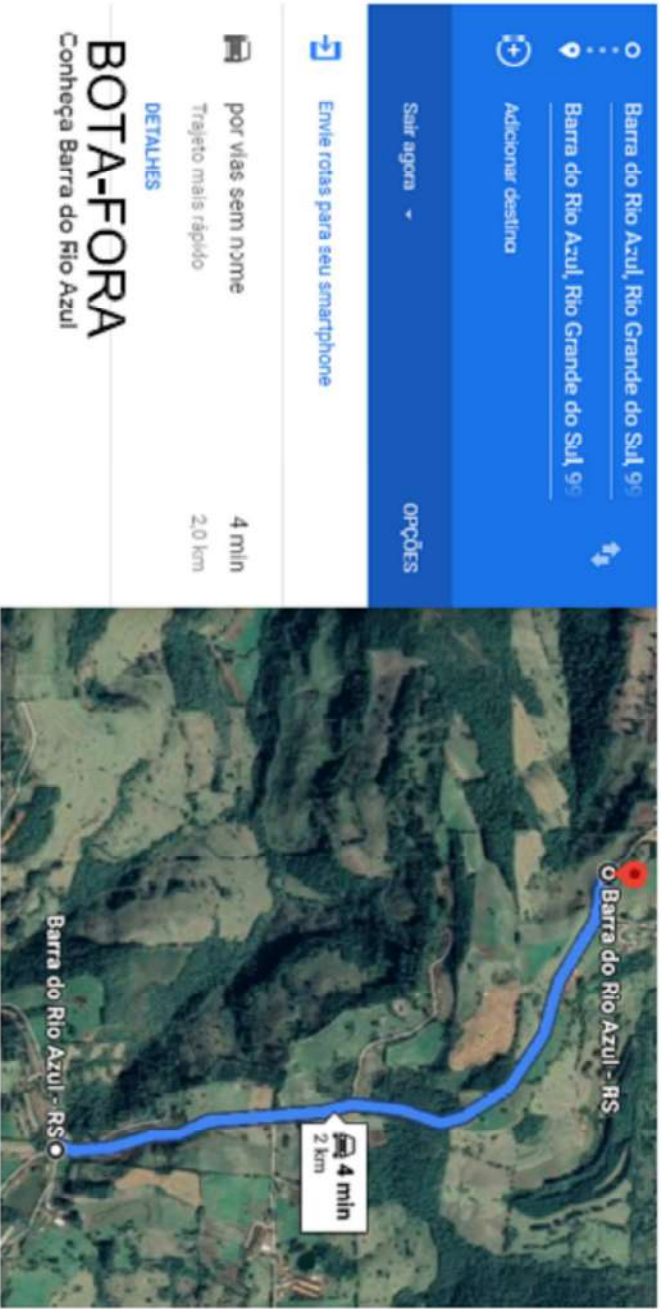 Barra do Rio Azul, Rio Grande do Sul, 99
Barra do Rio Azul, Rio Grande do Sul, 99
Adicionar destino
Sair agora
OPÇÕES
Envie rotas para seu smartphone
por vias sem nome
4 min
Trajeto mais rápido
2,0 km
DETALHES
BOTA-FORA
Conheça Barra do Rio Azul
Barra do Rio Azul - RS
4 min
2 km
Barra do Rio Azul - RS